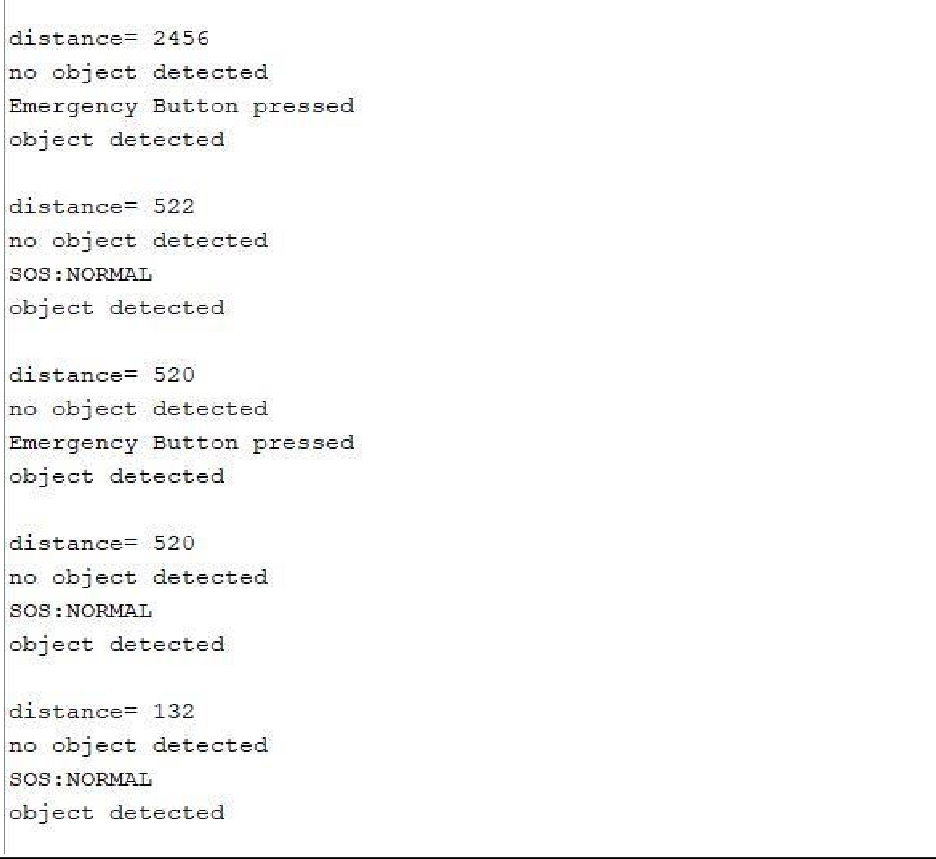 distance= 2456
no object detected
Emergency Button pressed
object detected
distance= 522
no object detected
SOS:NORMAL
object detected
distance= 520
no object detected
Emergency Button pressed
object detected
distance= 520
no object detected
SOS:NORMAL
object detected
distance= 132
no object detected
SOS:NORMAL
object detected